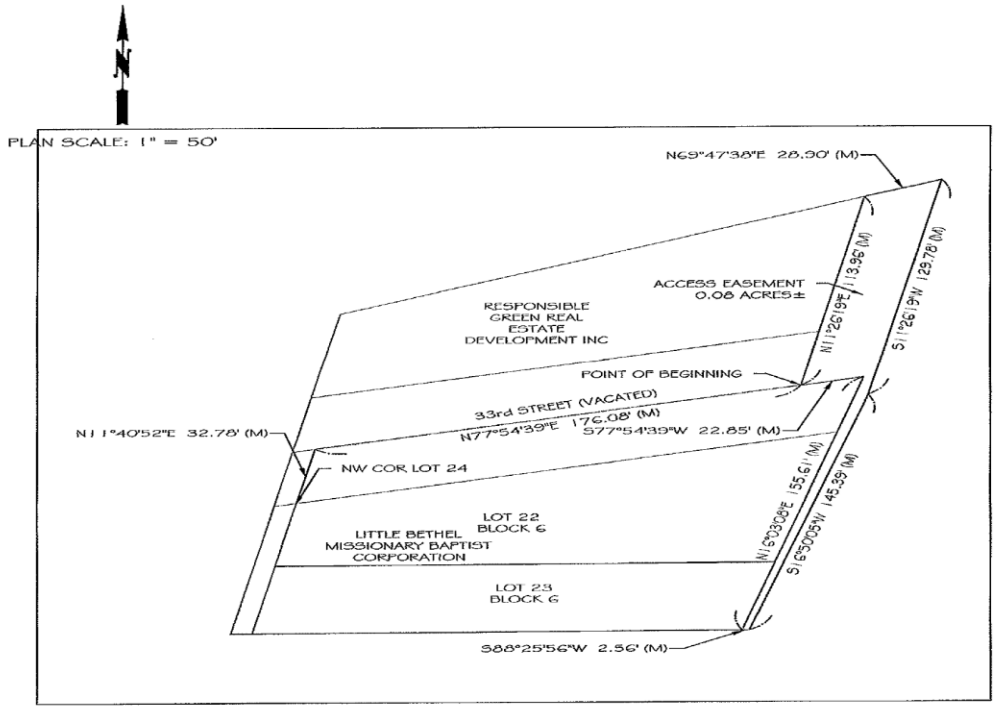 N
PLAN SCALE: 1" = 50'
N69°47'38"E 28.90' (M)
N11°26'19"E 113.96' (M)
S11°26'19"W 129.78' (M)
ACCESS EASEMENT
0.08 ACRES±
RESPONSIBLE
GREEN REAL
ESTATE
DEVELOPMENT INC
POINT OF BEGINNING
33rd STREET (VACATED)
N77°54'39"E 176.08' (M)
S77°54'39"W 22.85' (M)
N11°40'52"E 32.78' (M)
NW COR, LOT 24
LOT 22
BLOCK 6
LITTLE BETHEL
MISSIONARY BAPTIST
CORPORATION
N16°03'08"E 155.61' (M)
S16°50'05"W 145.39' (M)
LOT 23
BLOCK 6
S88°25'56"W 2.56' (M)